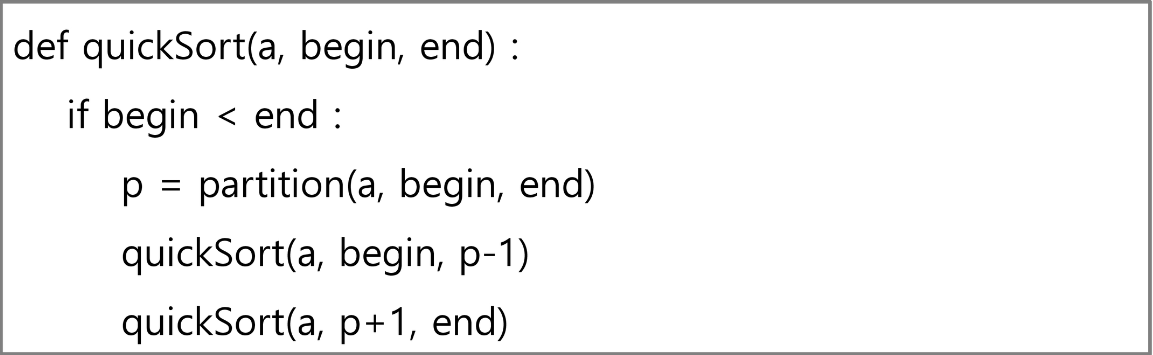 def quickSort(a, begin, end) :
if begin < end :
p = partition(a, begin, end)
quickSort(a, begin, p-1)
quickSort(a, p+1, end)